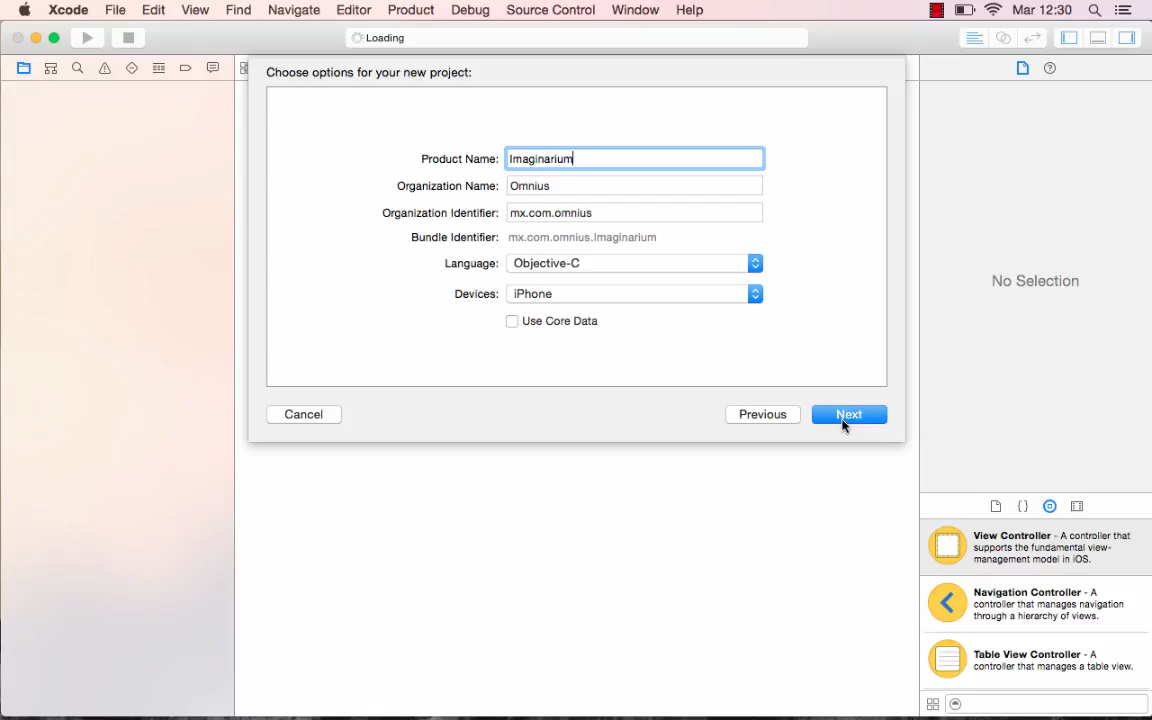 Xcode File Edit View Find Navigate Editor Product Debug Source Control Window Help Mar 12:30
Loading
Choose options for your new project:
Product Name: Imaginarium
Organization Name: Omnius
Organization Identifier: mx.com.omnius
Bundle Identifier: mx.com.omnius.Imaginarium
Language: Objective-C
Devices: iPhone
Use Core Data
Cancel Previous Next
No Selection
View Controller - A controller that
supports the fundamental view-
management model in iOS.
Navigation Controller - A
controller that manages navigation
through a hierarchy of views.
Table View Controller - A
controller that manages a table view.